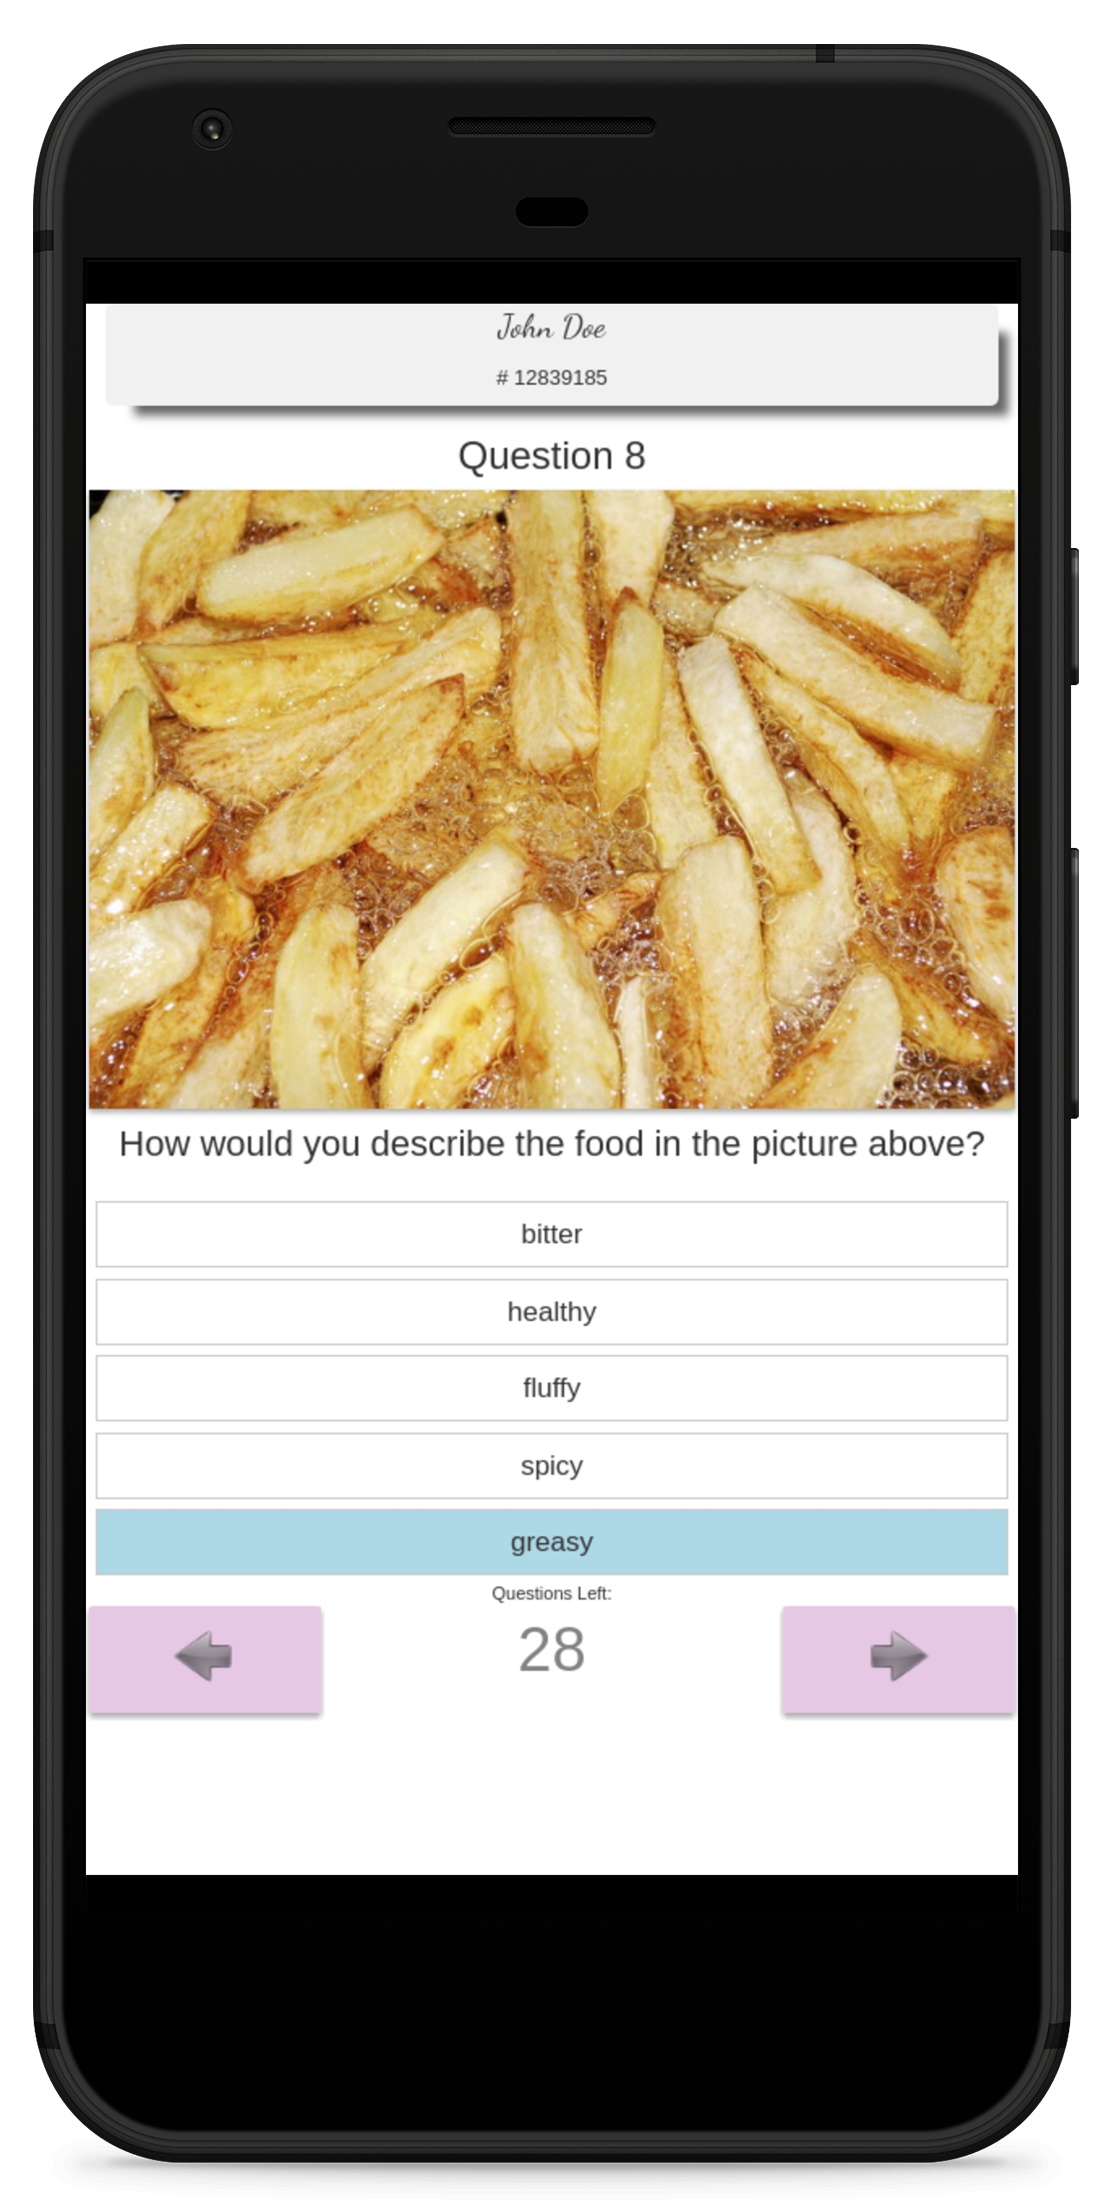 John Doe
# 12839185
Question 8
How would you describe the food in the picture above?
bitter
healthy
fluffy
spicy
greasy
Questions Left:
28